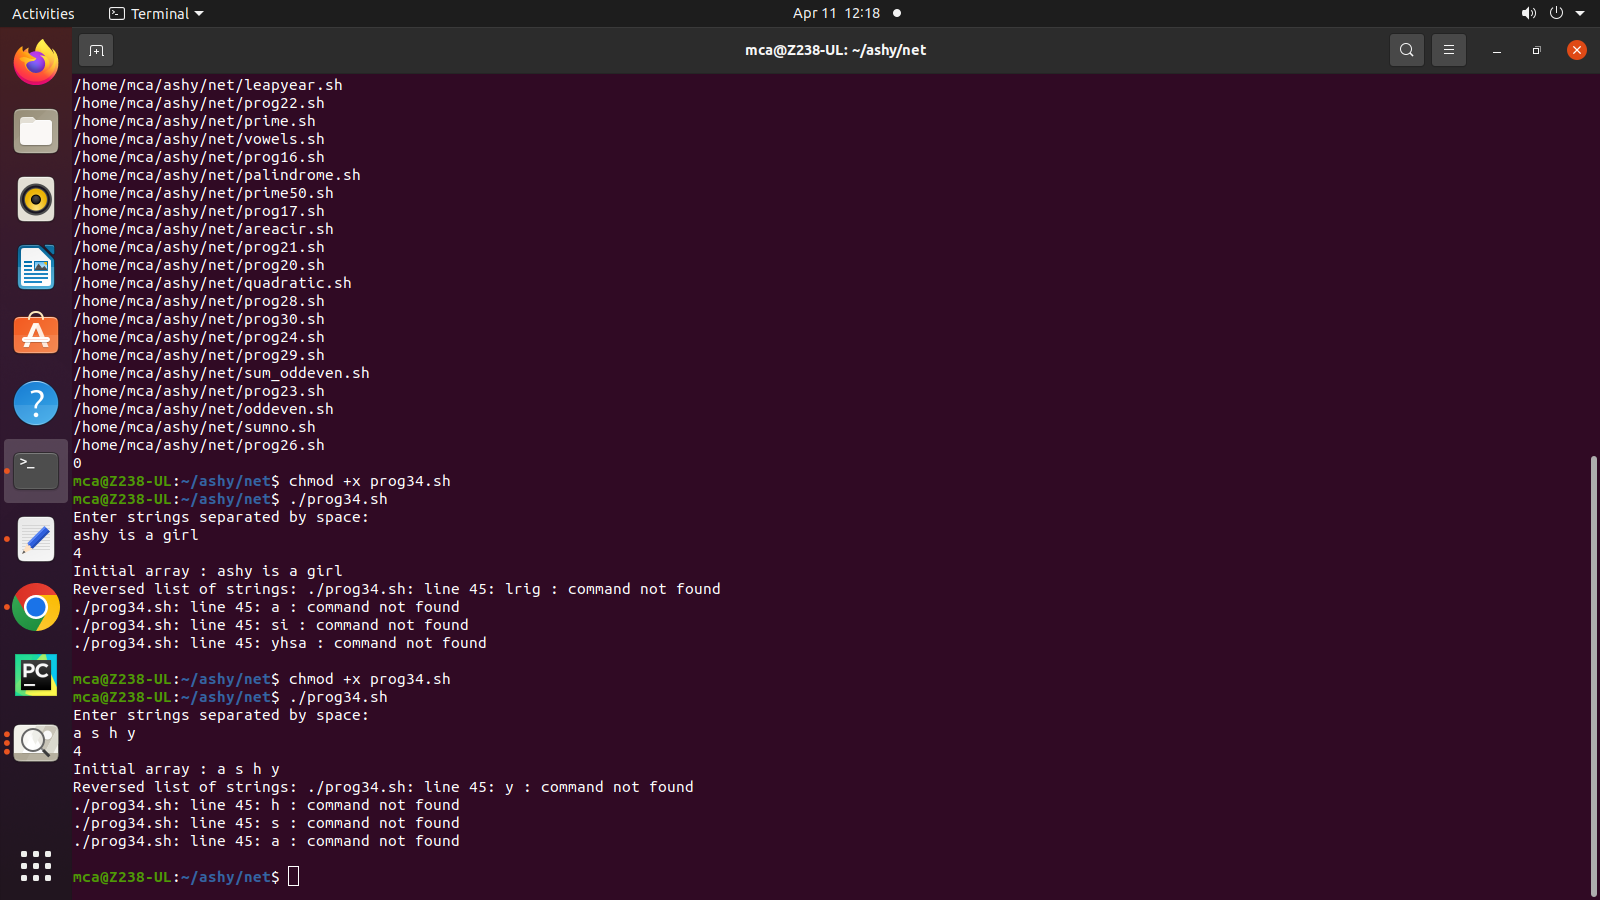 Activities
Terminal
Apr 11 12:18
mca@Z238-UL: ~/ashy/net
/home/mca/ashy/net/leapyear.sh
/home/mca/ashy/net/prog22.sh
/home/mca/ashy/net/prime.sh
/home/mca/ashy/net/vowels.sh
/home/mca/ashy/net/prog16.sh
/home/mca/ashy/net/palindrome.sh
/home/mca/ashy/net/prime50.sh
/home/mca/ashy/net/prog17.sh
/home/mca/ashy/net/areacir.sh
/home/mca/ashy/net/prog21.sh
/home/mca/ashy/net/prog20.sh
/home/mca/ashy/net/quadratic.sh
/home/mca/ashy/net/prog28.sh
/home/mca/ashy/net/prog30.sh
/home/mca/ashy/net/prog24.sh
/home/mca/ashy/net/prog29.sh
/home/mca/ashy/net/sum_oddeven.sh
/home/mca/ashy/net/prog23.sh
/home/mca/ashy/net/oddeven.sh
/home/mca/ashy/net/sumno.sh
/home/mca/ashy/net/prog26.sh
0
mca@Z238-UL:~/ashy/net$ chmod +x prog34.sh
mca@Z238-UL:~/ashy/net$ ./prog34.sh
Enter strings separated by space:
ashy is a girl
4
Initial array : ashy is a girl
Reversed list of strings: ./prog34.sh: line 45: lrig : command not found
./prog34.sh: line 45: a : command not found
./prog34.sh: line 45: si : command not found
./prog34.sh: line 45: yhsa : command not found
mca@Z238-UL:~/ashy/net$ chmod +x prog34.sh
mca@Z238-UL:~/ashy/net$ ./prog34.sh
Enter strings separated by space:
a s h y
4
Initial array : a s h y
Reversed list of strings: ./prog34.sh: line 45: y : command not found
./prog34.sh: line 45: h : command not found
./prog34.sh: line 45: s : command not found
./prog34.sh: line 45: a : command not found
mca@Z238-UL:~/ashy/net$
PC